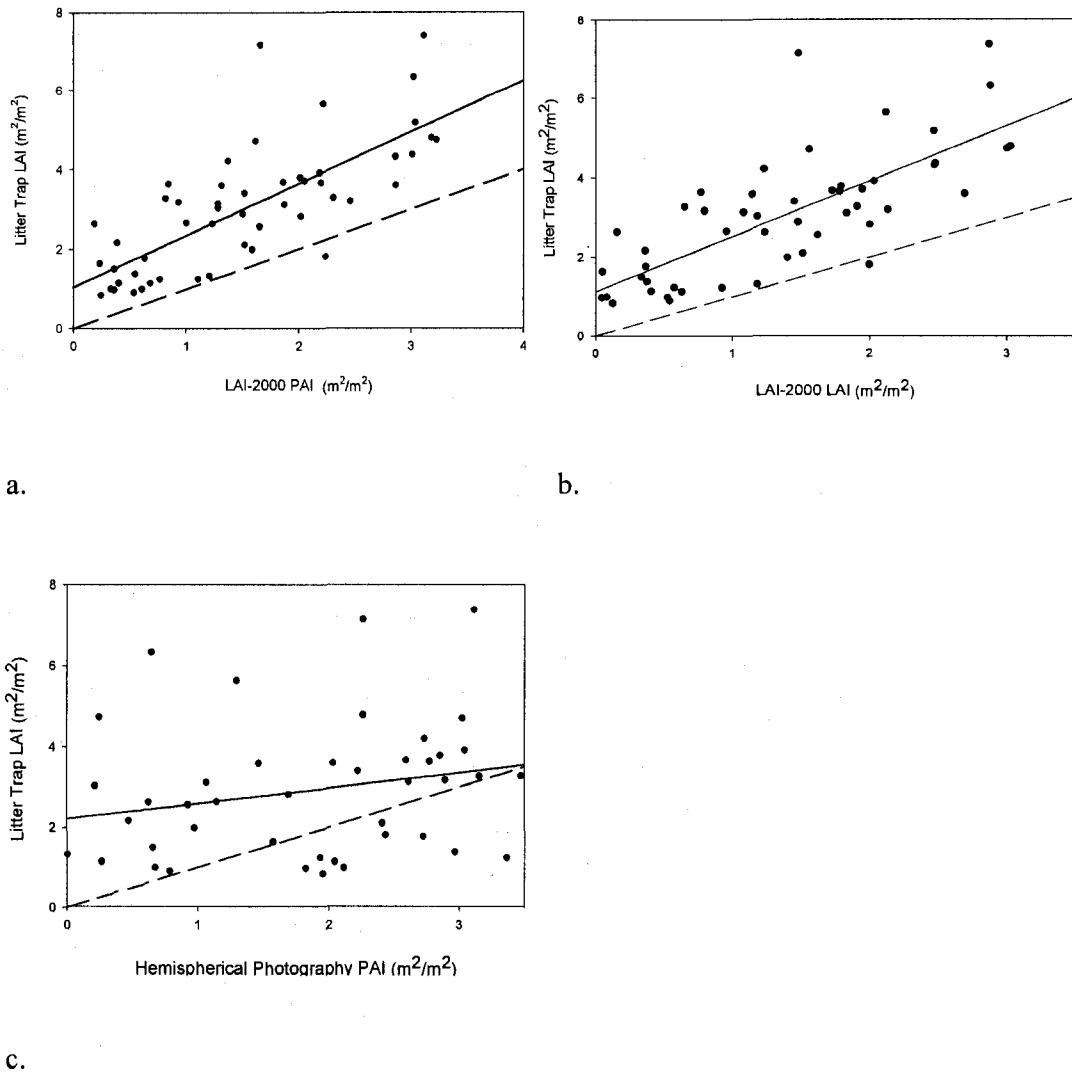 8
6
4
2
0
Litter Trap LAI (m²/m²)
0 1 2 3 4
LAI-2000 PAI (m²/m²)
a.
8
6
4
2
0
Litter Trap LAI (m²/m²)
0 1 2 3
LAI-2000 LAI (m²/m²)
b.
8
6
4
2
0
Litter Trap LAI (m²/m²)
0 1 2 3
Hemispherical Photography PAI (m²/m²)
c.